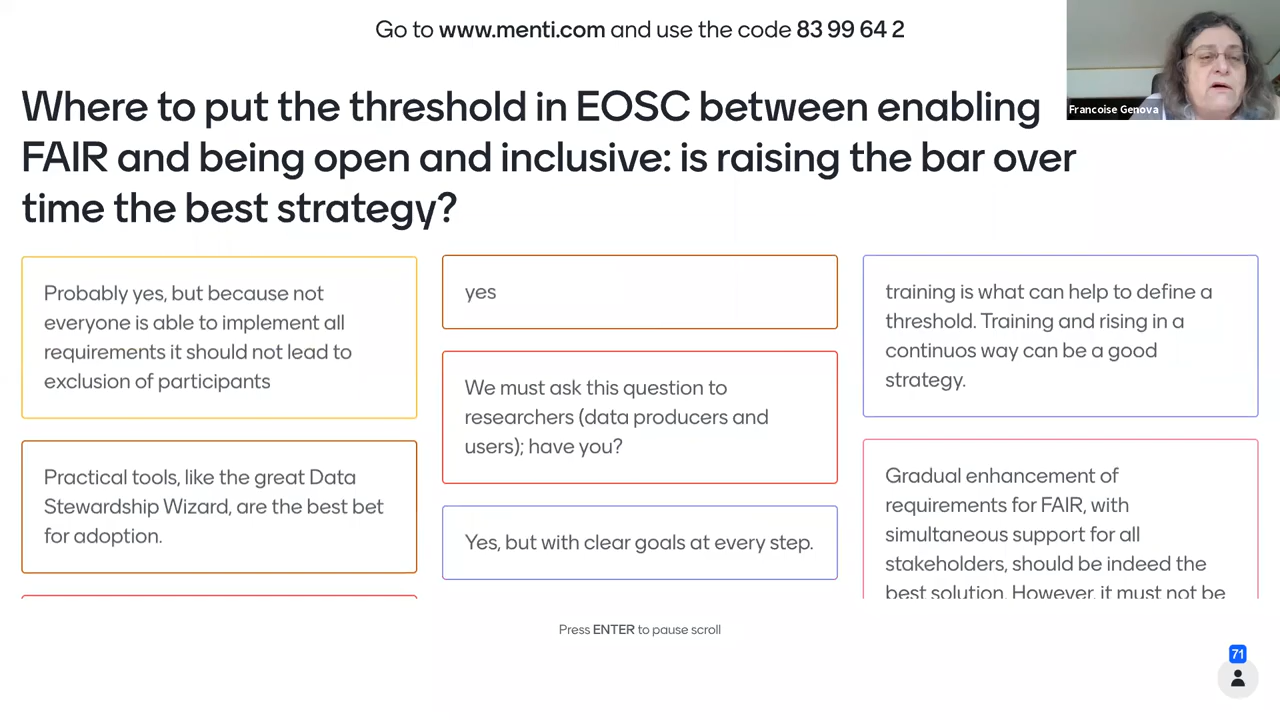 Go to www.menti.com and use the code 83 99 64 2
Francoise Genova
Where to put the threshold in EOSC between enabling
FAIR and being open and inclusive: is raising the bar over
time the best strategy?
Probably yes, but because not
everyone is able to implement all
requirements it should not lead to
exclusion of participants
Practical tools, like the great Data
Stewardship Wizard, are the best bet
for adoption.
yes
We must ask this question to
researchers (data producers and
users); have you?
Yes, but with clear goals at every step.
training is what can help to define a
threshold. Training and rising in a
continuos way can be a good
strategy.
Gradual enhancement of
requirements for FAIR, with
simultaneous support for all
stakeholders, should be indeed the
best solution. However, it must not be
Press ENTER to pause scroll
71